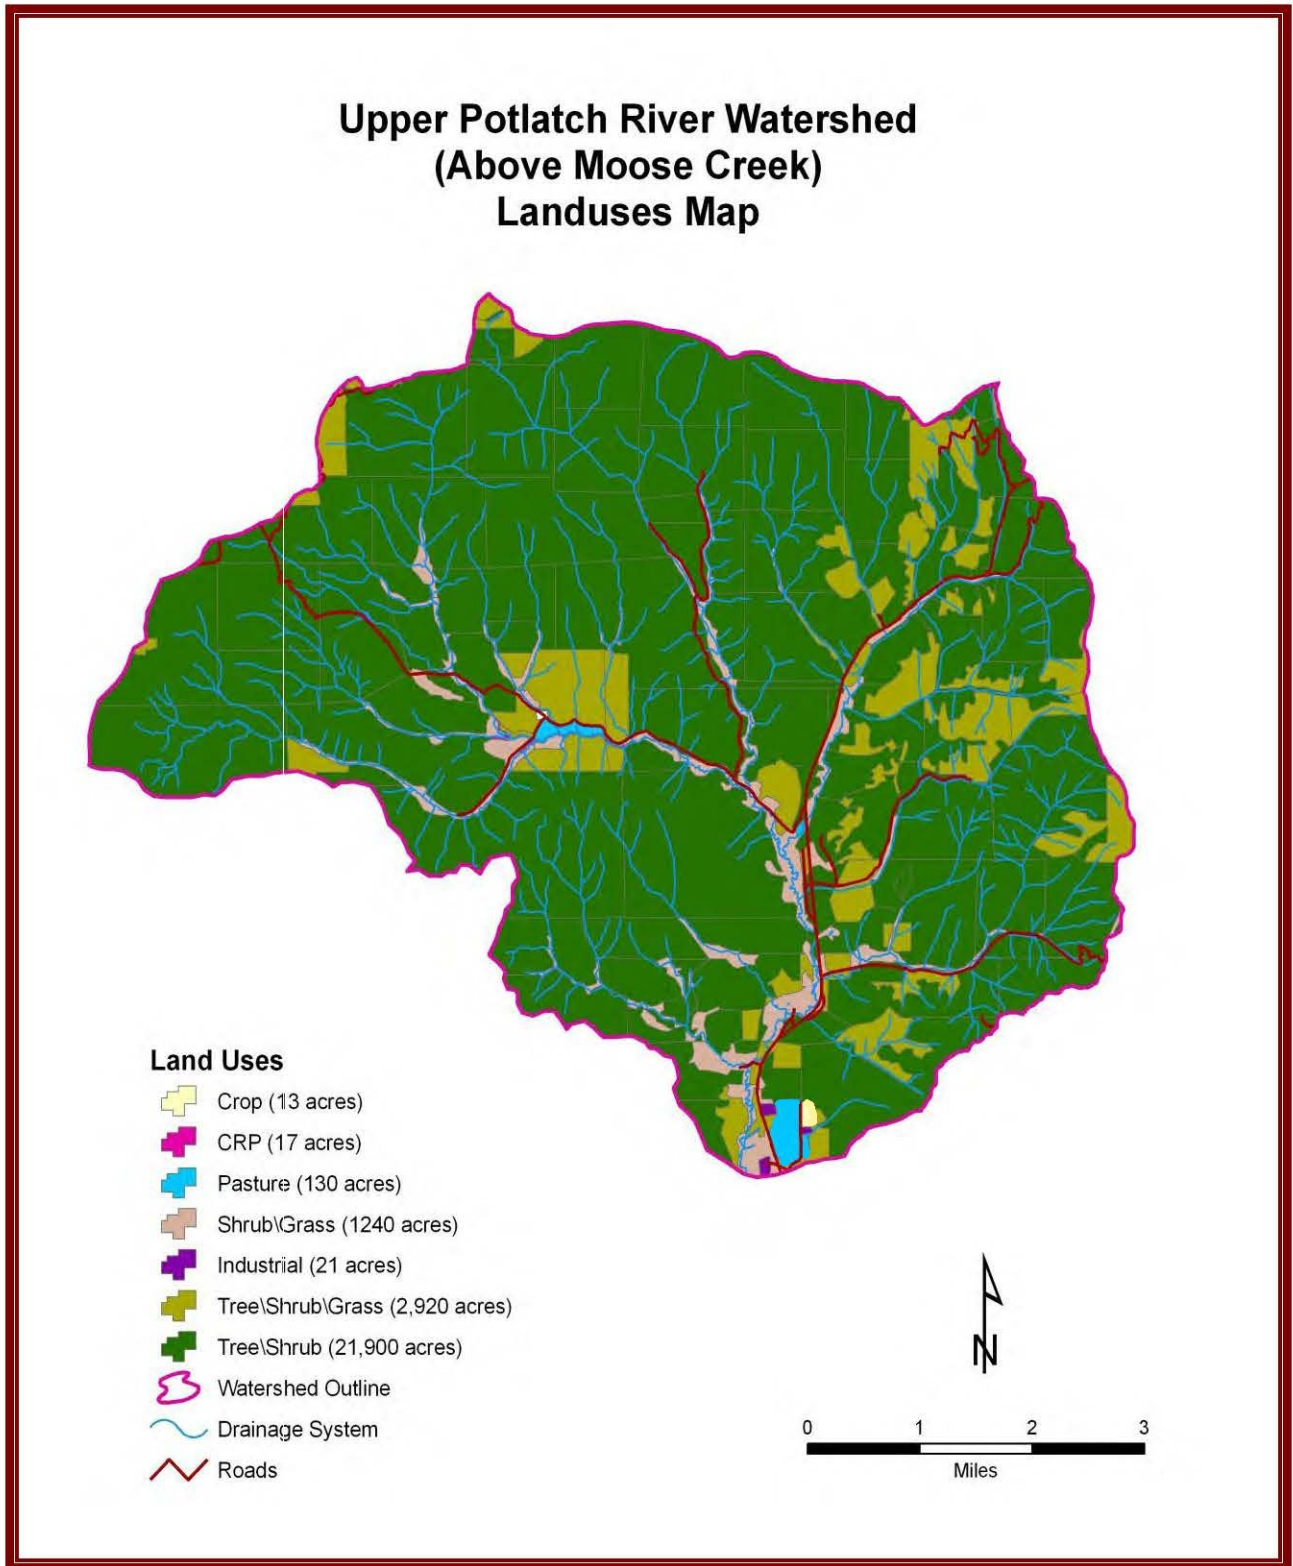 Upper Potlatch River Watershed
(Above Moose Creek)
Landuses Map
Land Uses
Crop (13 acres)
CRP (17 acres)
Pasture (130 acres)
Shrub\Grass (1240 acres)
Industrial (21 acres)
Tree\Shrub\Grass (2,920 acres)
Tree\Shrub (21,900 acres)
Watershed Outline
Drainage System
Roads
N
0 1 2 3
Miles